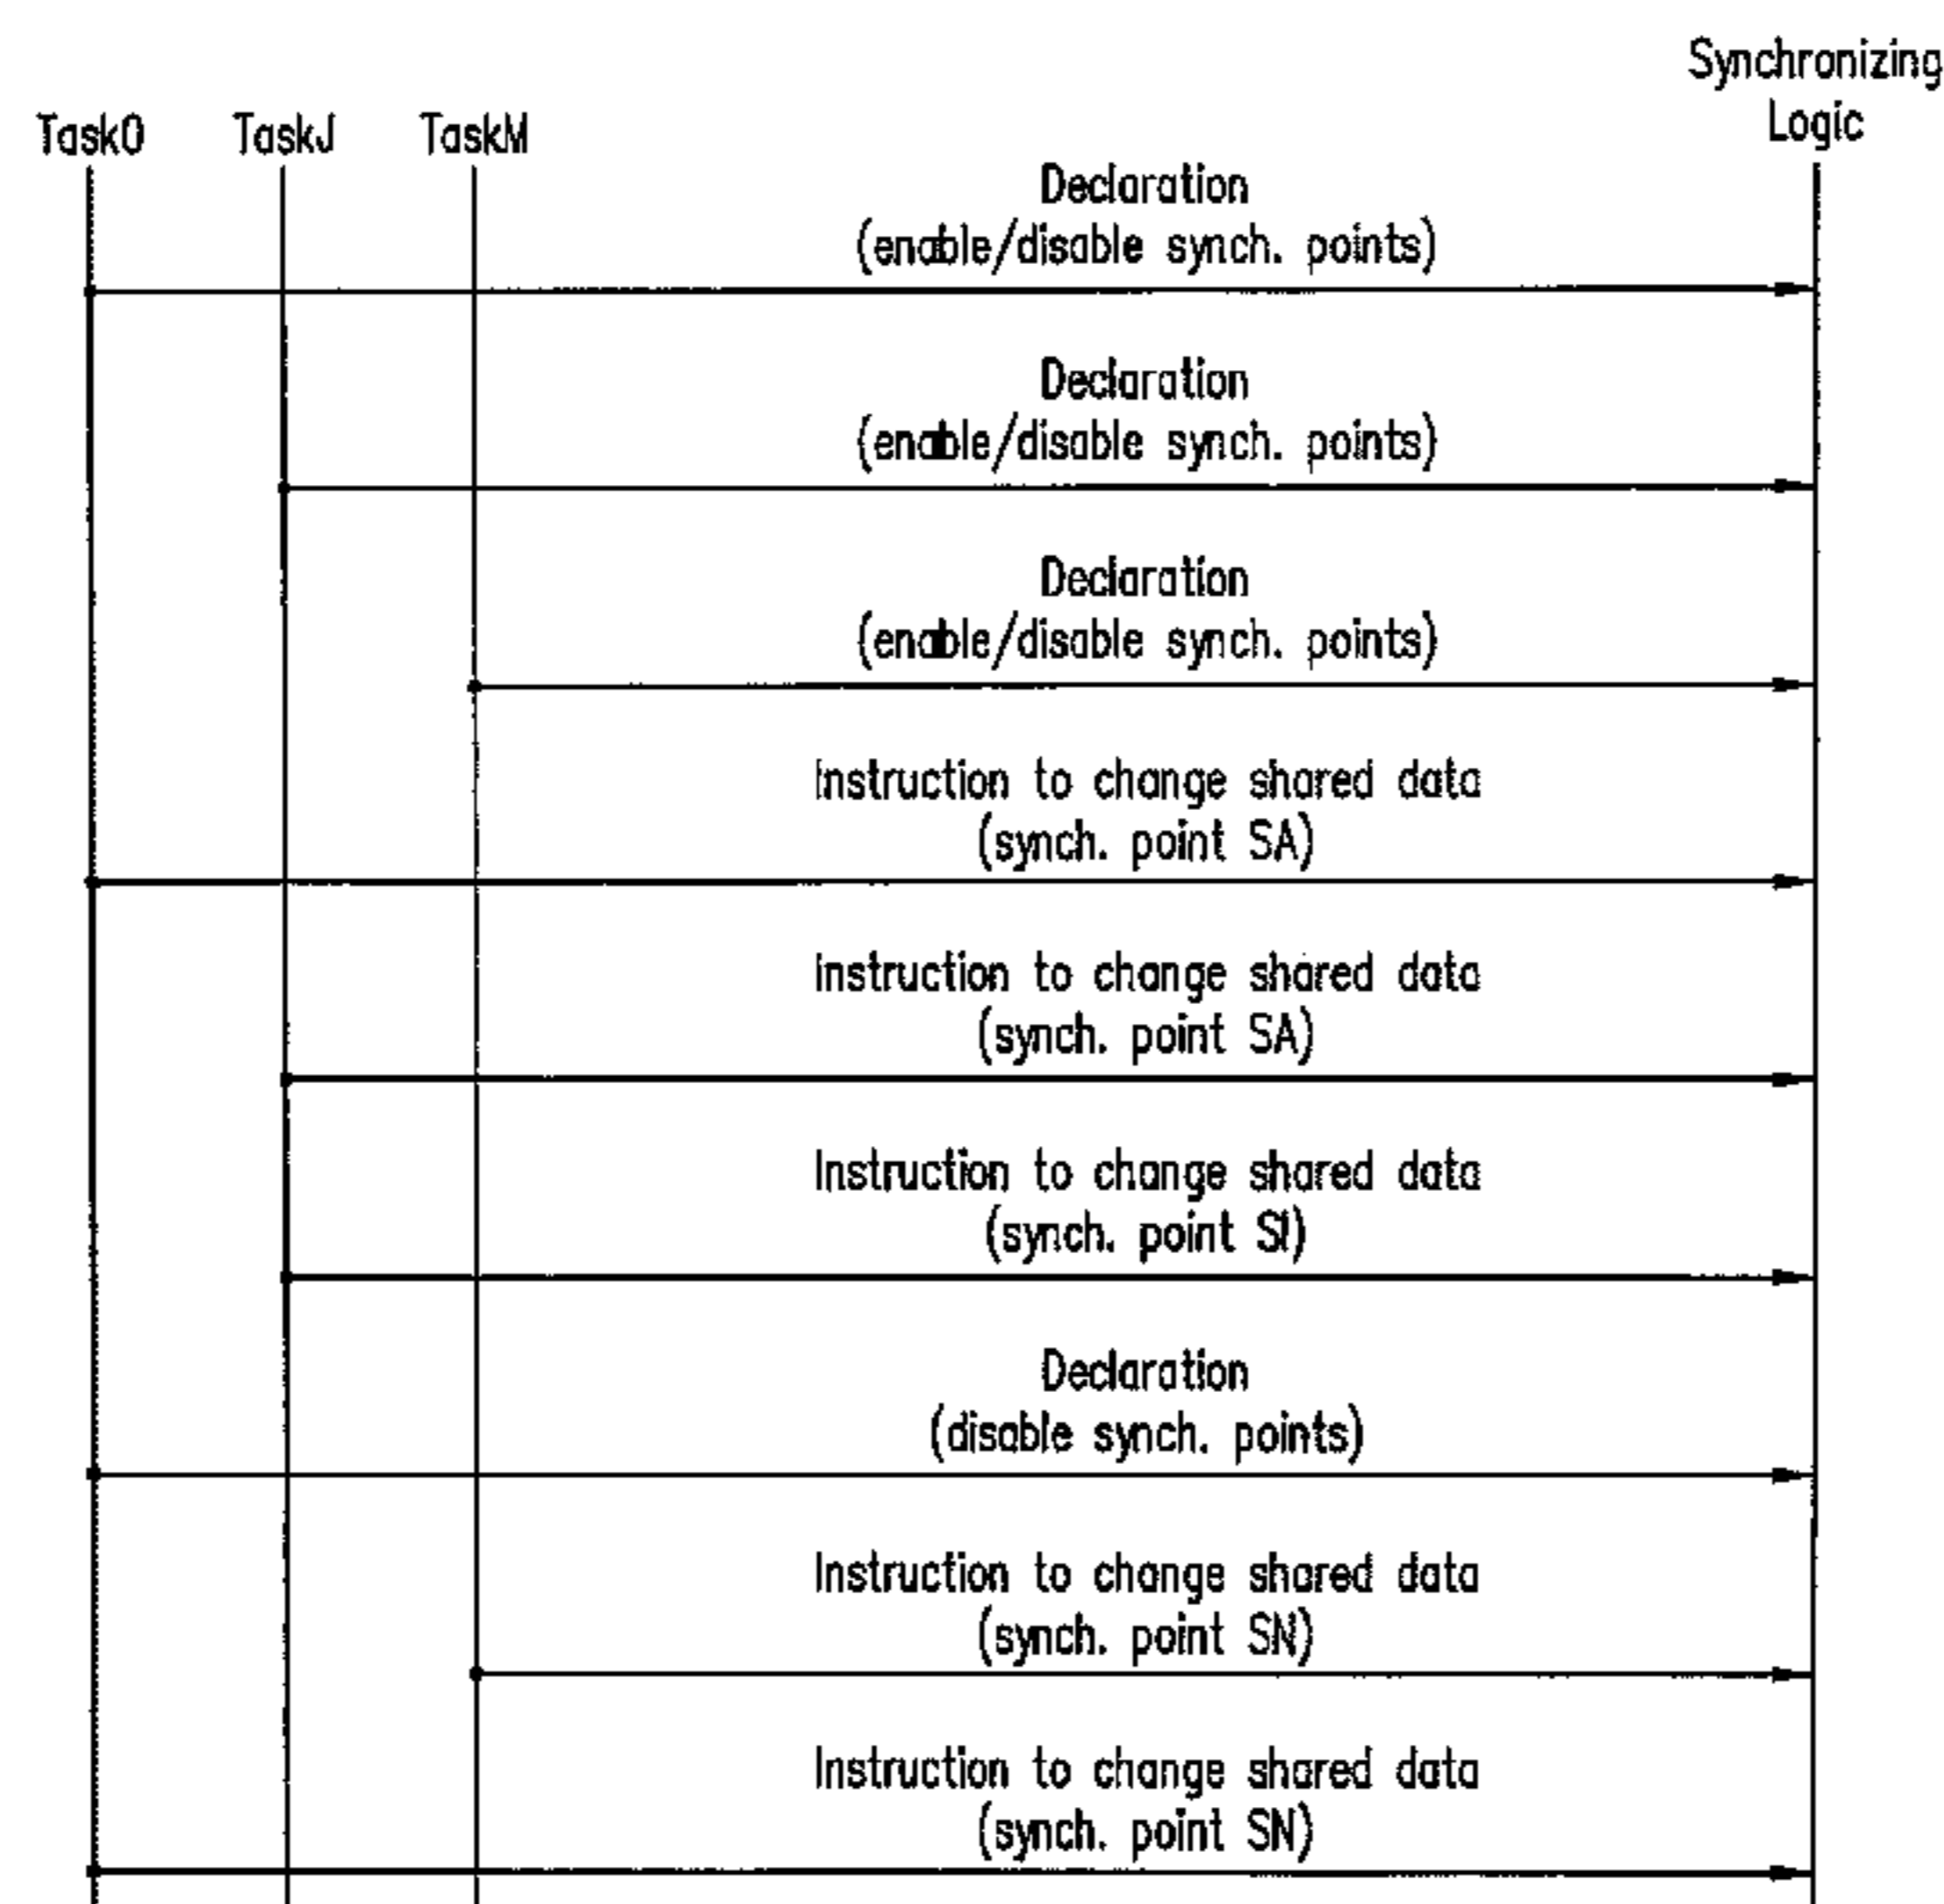 Synchronizing
Logic
Task0 TaskJ TaskM
Declaration
(enable/disable synch. points)
Declaration
(enable/disable synch. points)
Declaration
(enable/disable synch. points)
Instruction to change shared data
(synch. point SA)
Instruction to change shared data
(synch. point SA)
Instruction to change shared data
(synch. point SI)
Declaration
(disable synch. points)
Instruction to change shared data
(synch. point SN)
Instruction to change shared data
(synch. point SN)